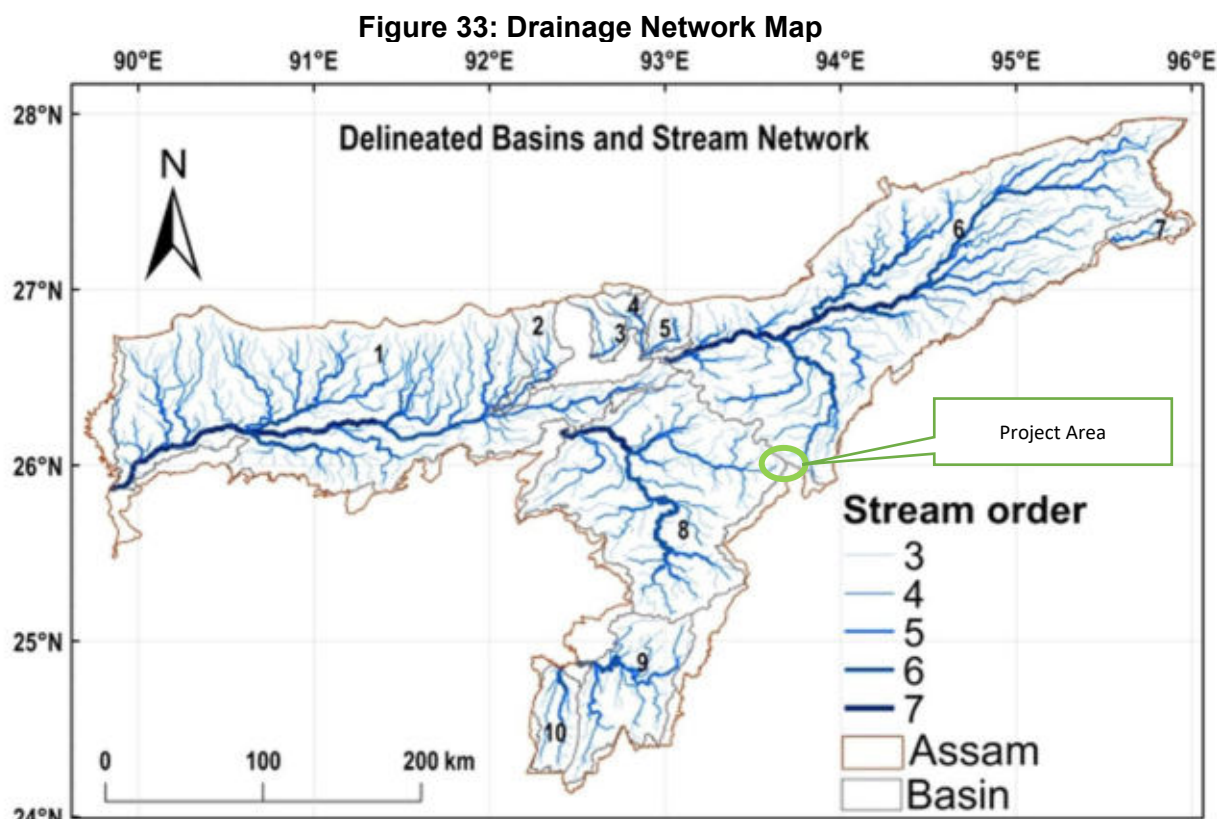 Figure 33: Drainage Network Map
90°E 91°E 92°E 93°E 94°E 95°E 96°E
28°N
Delineated Basins and Stream Network
N
6
7
27°N
4
2
3
5
1
Project Area
26°N
Stream order
8
3
4
5
6
7
25°N
9
10
Assam
Basin
0 100 200 km
24°N